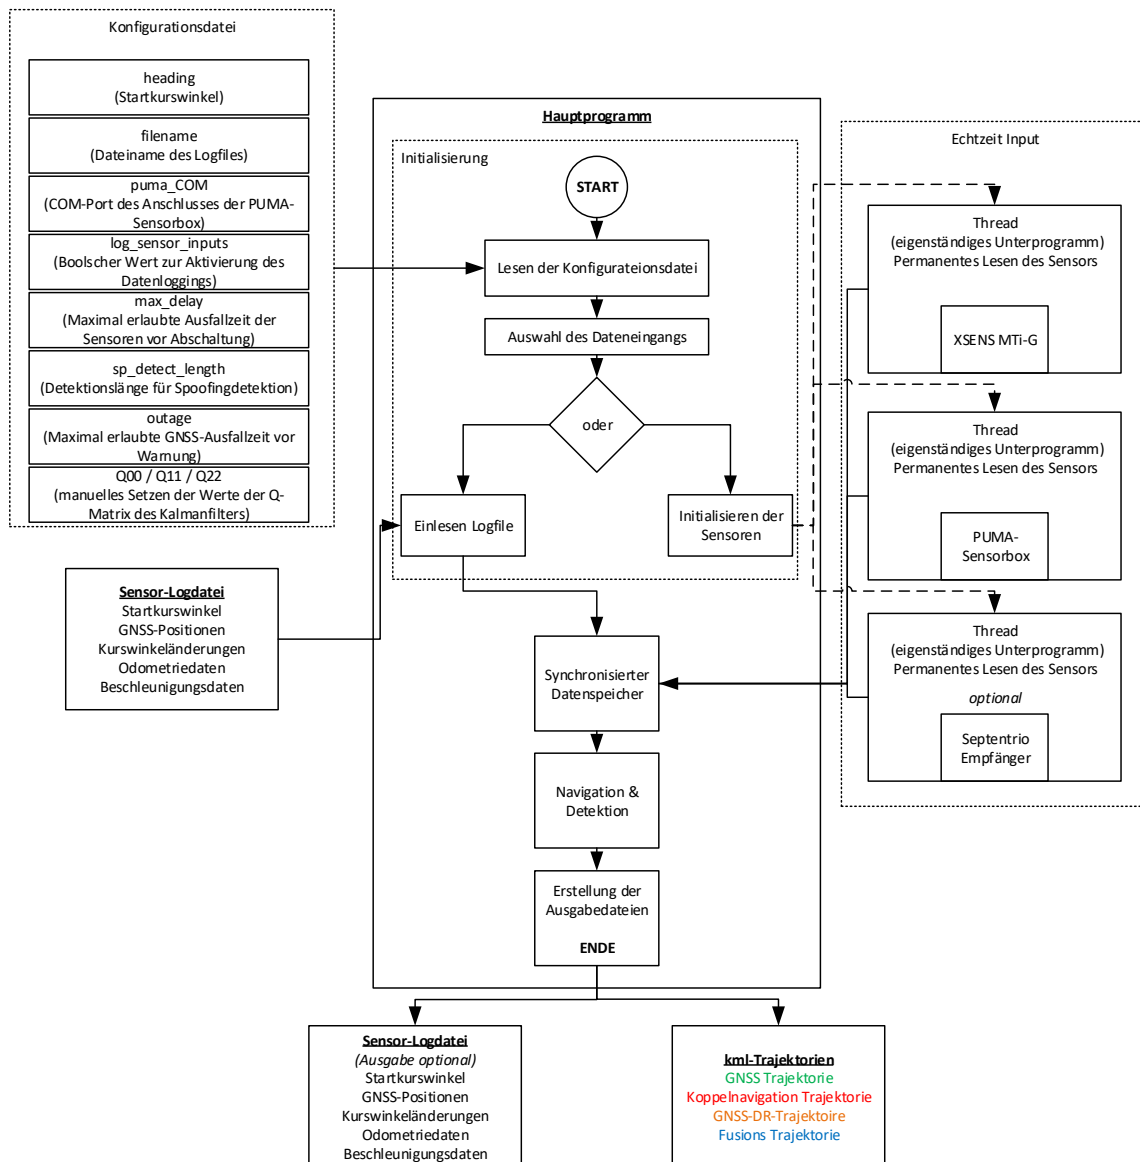 Konfigurationsdatei
heading
(Startkurswinkel)
filename
(Dateiname des Logfiles)
puma_COM
(COM-Port des Anschlusses der PUMA-
Sensorbox)
log_sensor_inputs
(Boolscher Wert zur Aktivierung des
Datenloggings)
max_delay
(Maximal erlaubte Ausfallzeit der
Sensoren vor Abschaltung)
sp_detect_length
(Detektionslänge für Spoofingdetektion)
outage
(Maximal erlaubte GNSS-Ausfallzeit vor
Warnung)
Q00 / Q11 / Q22
(manuelles Setzen der Werte der Q-
Matrix des Kalmanfilters)
Sensor-Logdatei
Startkurswinkel
GNSS-Positionen
Kurswinkeländerungen
Odometriedaten
Beschleunigungsdaten
Hauptprogramm
Initialisierung
START
Lesen der Konfigurateionsdatei
Auswahl des Dateneingangs
oder
Einlesen Logfile
Initialisieren der
Sensoren
Synchronisierter
Datenspeicher
Navigation &
Detektion
Erstellung der
Ausgabedateien
ENDE
Echtzeit Input
Thread
(eigenständiges Unterprogramm)
Permanentes Lesen des Sensors
XSENS MTi-G
Thread
(eigenständiges Unterprogramm)
Permanentes Lesen des Sensors
PUMA-
Sensorbox
Thread
(eigenständiges Unterprogramm)
Permanentes Lesen des Sensors
optional
Septentrio
Empfänger
Sensor-Logdatei
(Ausgabe optional)
Startkurswinkel
GNSS-Positionen
Kurswinkeländerungen
Odometriedaten
Beschleunigungsdaten
kml-Trajektorien
GNSS Trajektorie
Koppelnavigation Trajektorie
GNSS-DR-Trajektoire
Fusions Trajektorie